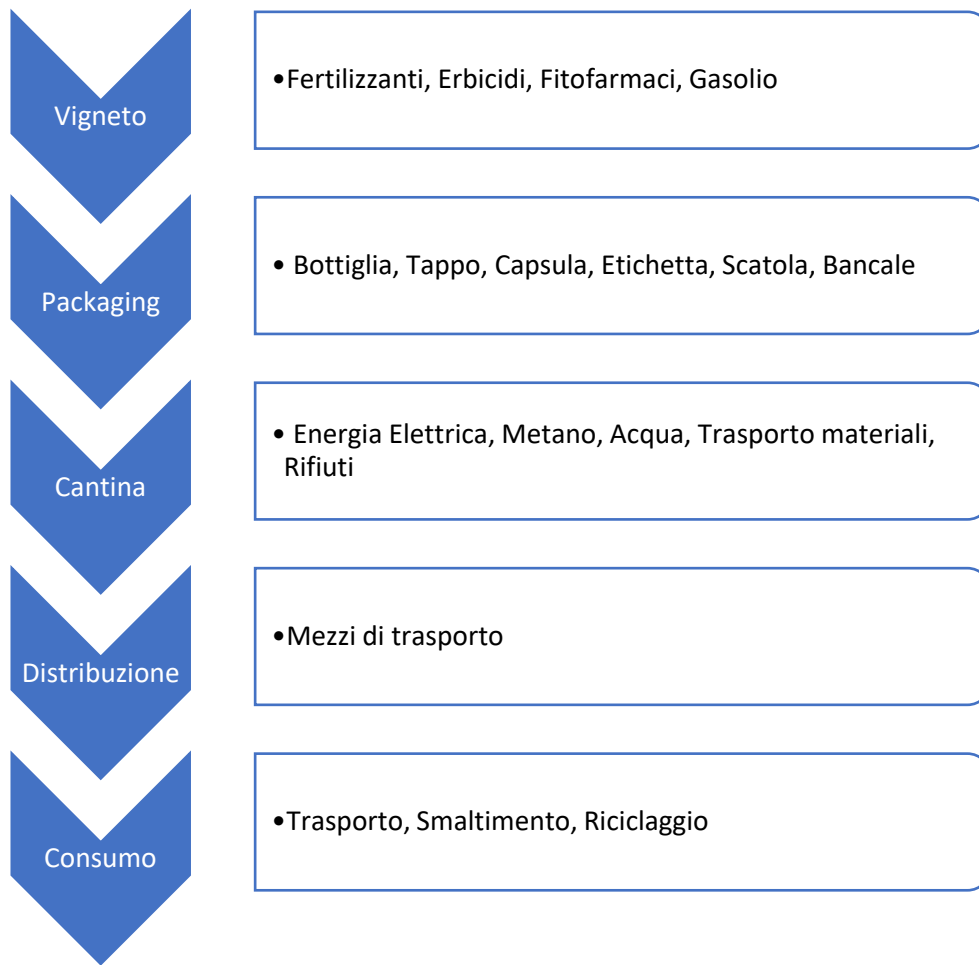 Vigneto
•Fertilizzanti, Erbicidi, Fitofarmaci, Gasolio
Packaging
• Bottiglia, Tappo, Capsula, Etichetta, Scatola, Bancale
Cantina
• Energia Elettrica, Metano, Acqua, Trasporto materiali,
Rifiuti
Distribuzione
•Mezzi di trasporto
Consumo
•Trasporto, Smaltimento, Riciclaggio